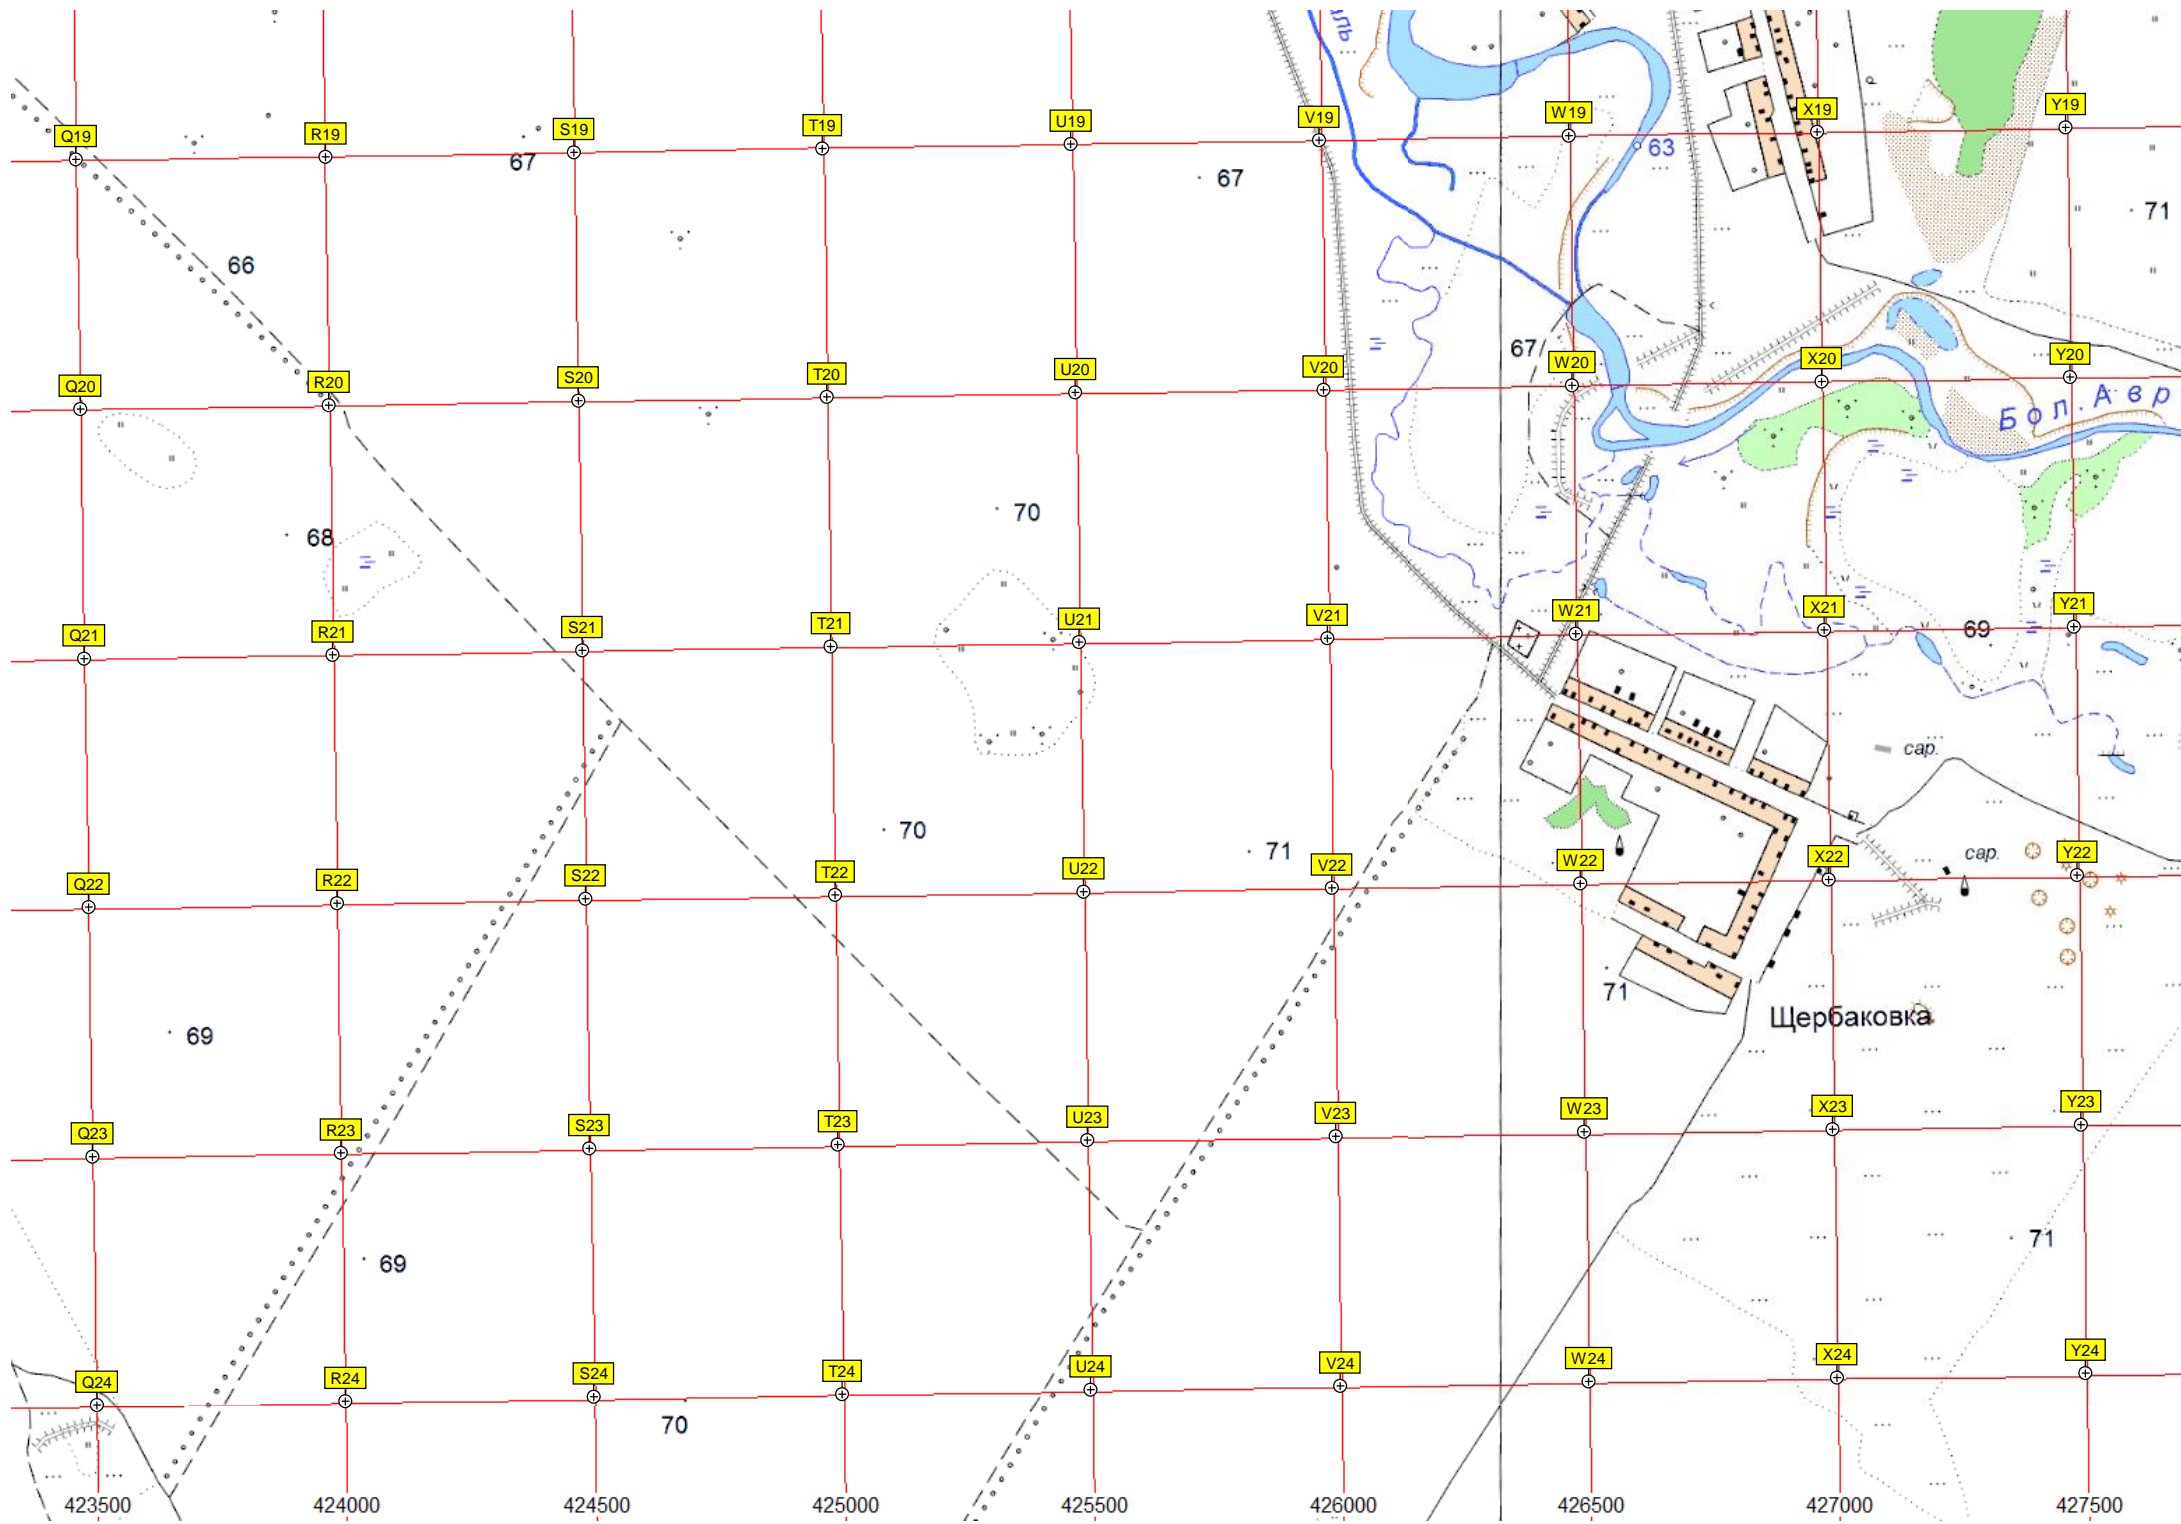 уль
Q19 R19 S19 T19 U19 V19 W19 X19 Y19
67
67
63
71
66
67
Q20 R20 S20 T20 U20 V20 W20 X20 Y20
Бол. Авр
68
70
Q21 R21 S21 T21 U21 V21 W21 X21 Y21
69
сар.
70
71
сар.
Q22 R22 S22 T22 U22 V22 W22 X22 Y22
71
Щербаковка
69
Q23 R23 S23 T23 U23 V23 W23 X23 Y23
71
69
Q24 R24 S24 T24 U24 V24 W24 X24 Y24
70
423500 424000 424500 425000 425500 426000 426500 427000 427500